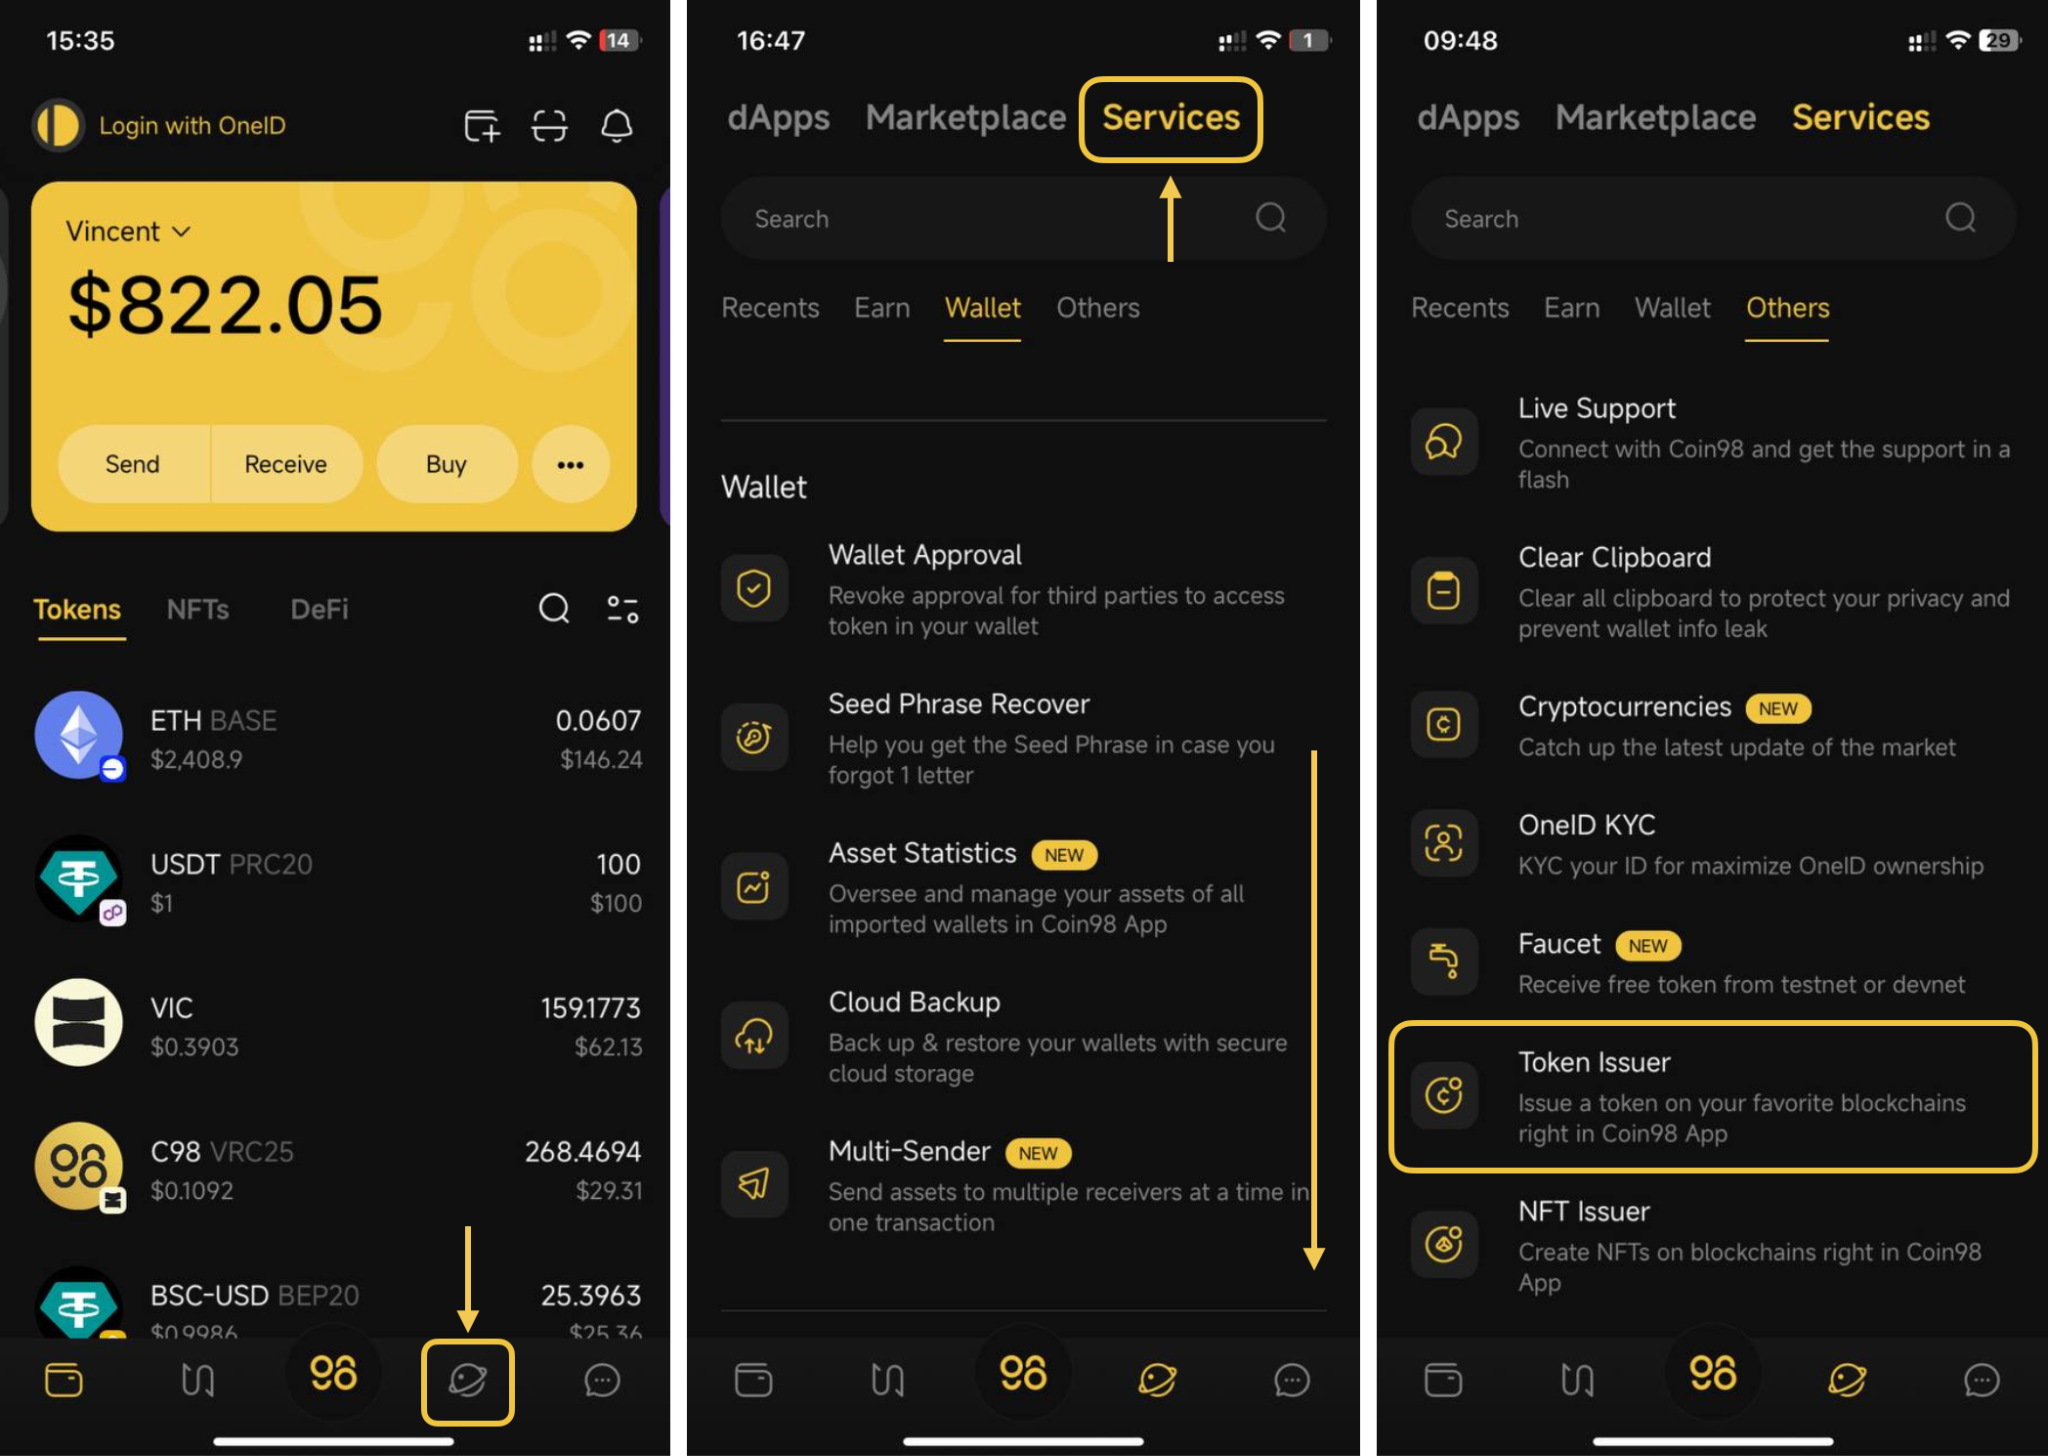 15:35
14
Login with OneID
Vincent
$822.05
Send
Receive
Buy
Tokens
NFTs
DeFi
ETH BASE
0.0607
$2,408.9
$146.24
USDT PRC20
100
$1
$100
VIC
159.1773
$0.3903
$62.13
C98 VRC25
268.4694
$0.1092
$29.31
BSC-USD BEP20
25.3963
$0.9986
$25.36
16:47
1
dApps
Marketplace
Services
Search
Recents
Earn
Wallet
Others
Wallet
Wallet Approval
Revoke approval for third parties to access
token in your wallet
Seed Phrase Recover
Help you get the Seed Phrase in case you
forgot 1 letter
Asset Statistics NEW
Oversee and manage your assets of all
imported wallets in Coin98 App
Cloud Backup
Back up & restore your wallets with secure
cloud storage
Multi-Sender NEW
Send assets to multiple receivers at a time in
one transaction
09:48
29
dApps
Marketplace
Services
Search
Recents
Earn
Wallet
Others
Live Support
Connect with Coin98 and get the support in a
flash
Clear Clipboard
Clear all clipboard to protect your privacy and
prevent wallet info leak
Cryptocurrencies NEW
Catch up the latest update of the market
OneID KYC
KYC your ID for maximize OneID ownership
Faucet NEW
Receive free token from testnet or devnet
Token Issuer
Issue a token on your favorite blockchains
right in Coin98 App
NFT Issuer
Create NFTs on blockchains right in Coin98
App